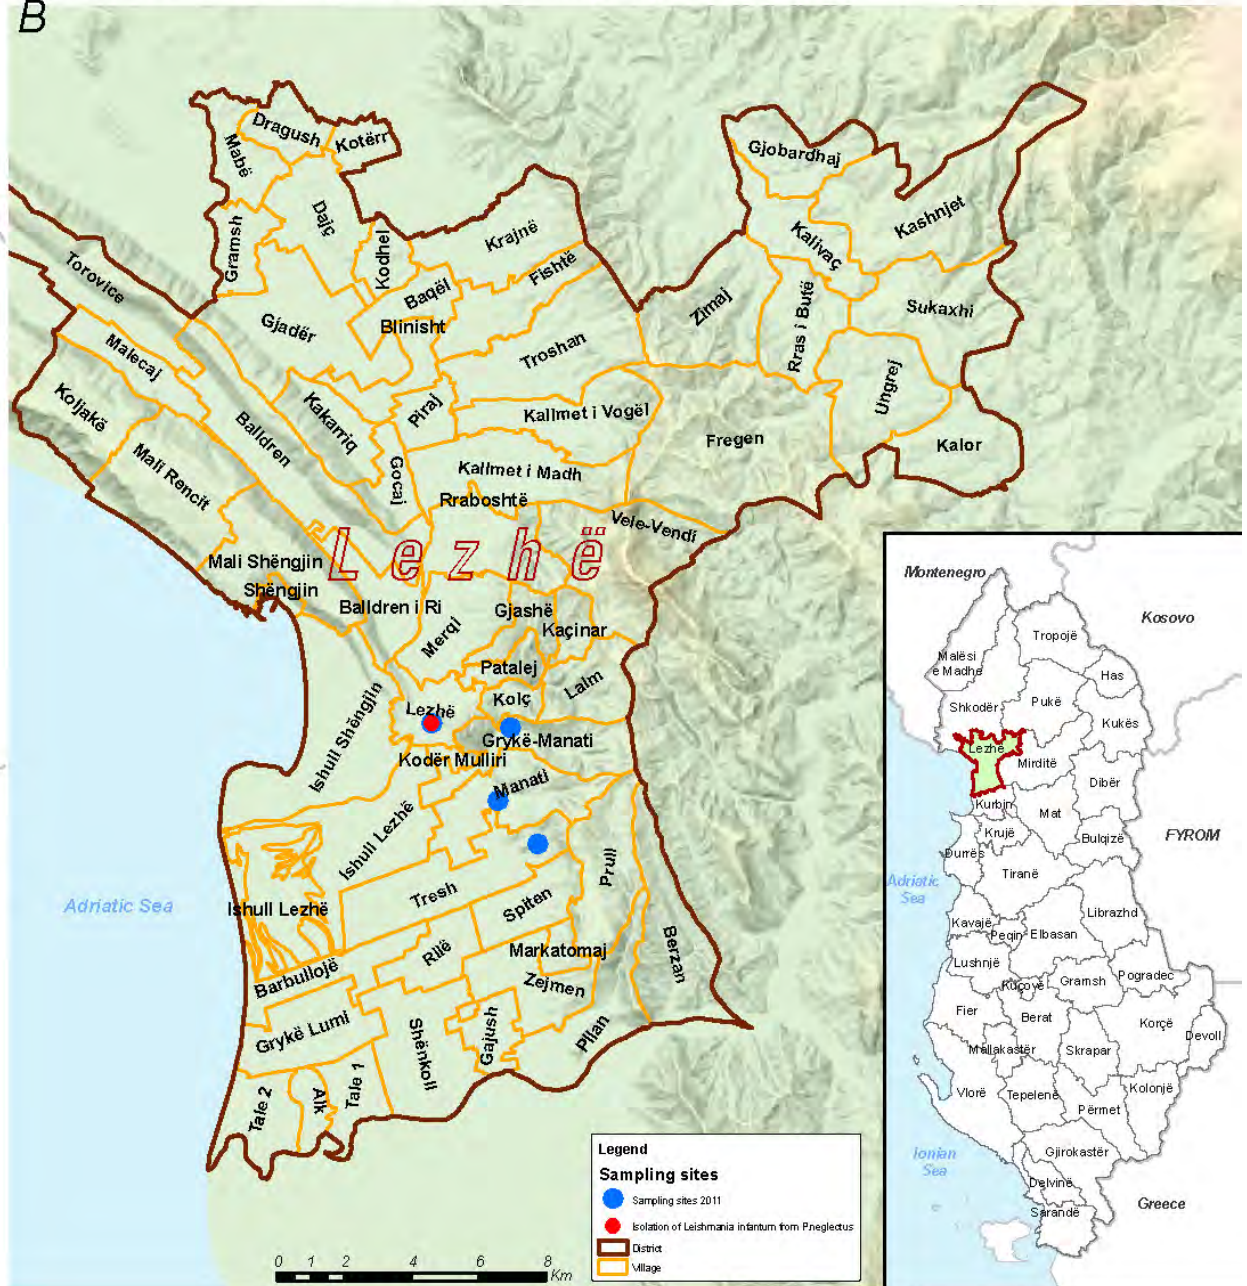 B
Dragush
Kotërr
Mabë
Gjobardhaj
Dajç
Kashnjet
Gramsh
Kodhel
Krajnë
Kalivaç
Torovice
Fishtë
Baqël
Zimaj
Sukaxhi
Gjadër
Blinisht
Malecaj
Troshan
Rras i Butë
Koljakë
Kakarriq
Piraj
Kallmet i Vogël
Ungrej
Balldren
Fregen
Kalor
Mali Rencit
Gocaj
Kallmet i Madh
Rraboshtë
Vele-Vendi
Lezhë
Mali Shëngjin
Shëngjin
Balldren i Ri
Gjashë
Kaçinar
Merqi
Patalej
Lalm
Kolç
Lezhë
Ishull Shëngjin
Grykë-Manati
Kodër Mulliri
Manati
Ishull Lezhë
Prull
Tresh
Adriatic Sea
Ishull Lezhë
Spiten
Rilë
Markatomaj
Berzan
Barbullojë
Zejmen
Grykë Lumi
Pllan
Shënkoll
Gajush
Tale 2
Alk
Tale 1
Legend
Sampling sites
Sampling sites 2011
Isolation of Leishmania infantum from P.neglectus
District
Village
0 1 2 4 6 8
Km
Montenegro
Kosovo
Tropojë
Malësi
e Madhe
Has
Shkodër
Pukë
Kukës
Lezhë
Mirditë
Dibër
Kurbin
Mat
Krujë
Bulqizë
FYROM
Durrës
Tiranë
Adriatic
Sea
Librazhd
Kavajë
Peqin
Elbasan
Lushnjë
Gramsh
Pogradec
Kuçovë
Fier
Berat
Korçë
Devoll
Mallakastër
Skrapar
Vlorë
Tepelenë
Kolonjë
Përmet
Ionian
Sea
Gjirokastër
Delvinë
Sarandë
Greece